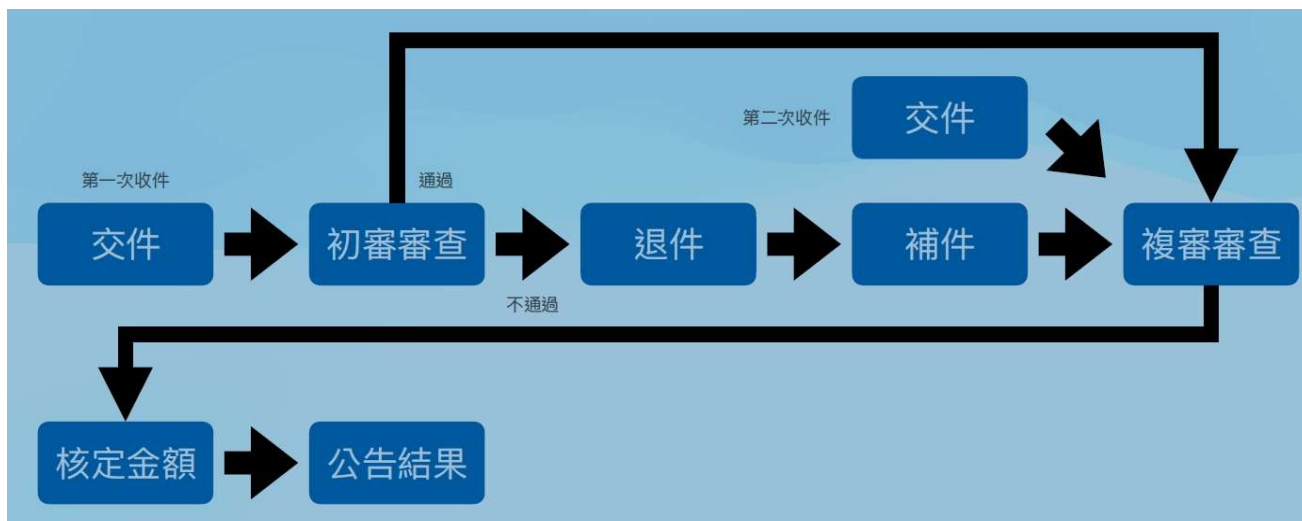 第二次收件
交件
第一次收件
通過
交件
初審審查
退件
補件
複審審查
不通過
核定金額
公告結果